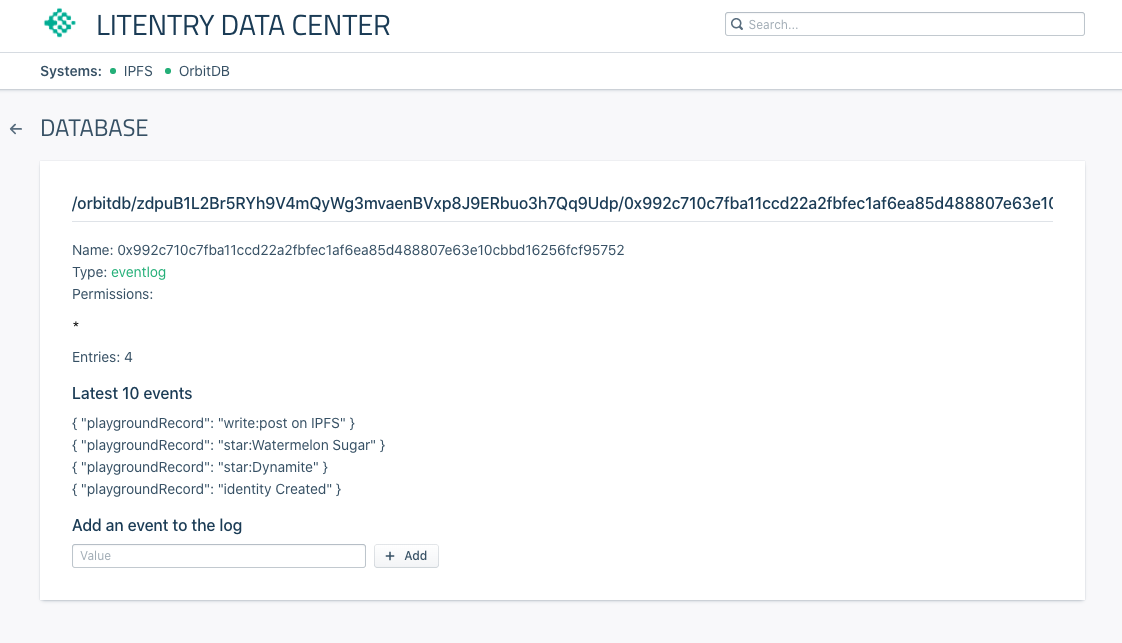 LITENTRY DATA CENTER
Search...
Systems: IPFS OrbitDB
DATABASE
/orbitdb/zdpuB1L2Br5RYh9V4mQyWg3mvaenBVxp8J9ERbuo3h7Qq9Udp/0x992c710c7fba11ccd22a2fbfec1af6ea85d488807e63e10
Name: 0x992c710c7fba11ccd22a2fbfec1af6ea85d488807e63e10cbbd16256fcf95752
Type: eventlog
Permissions:
*
Entries: 4
Latest 10 events
{ "playgroundRecord": "write:post on IPFS" }
{ "playgroundRecord": "star:Watermelon Sugar" }
{ "playgroundRecord": "star:Dynamite" }
{ "playgroundRecord": "identity Created" }
Add an event to the log
Value
+ Add